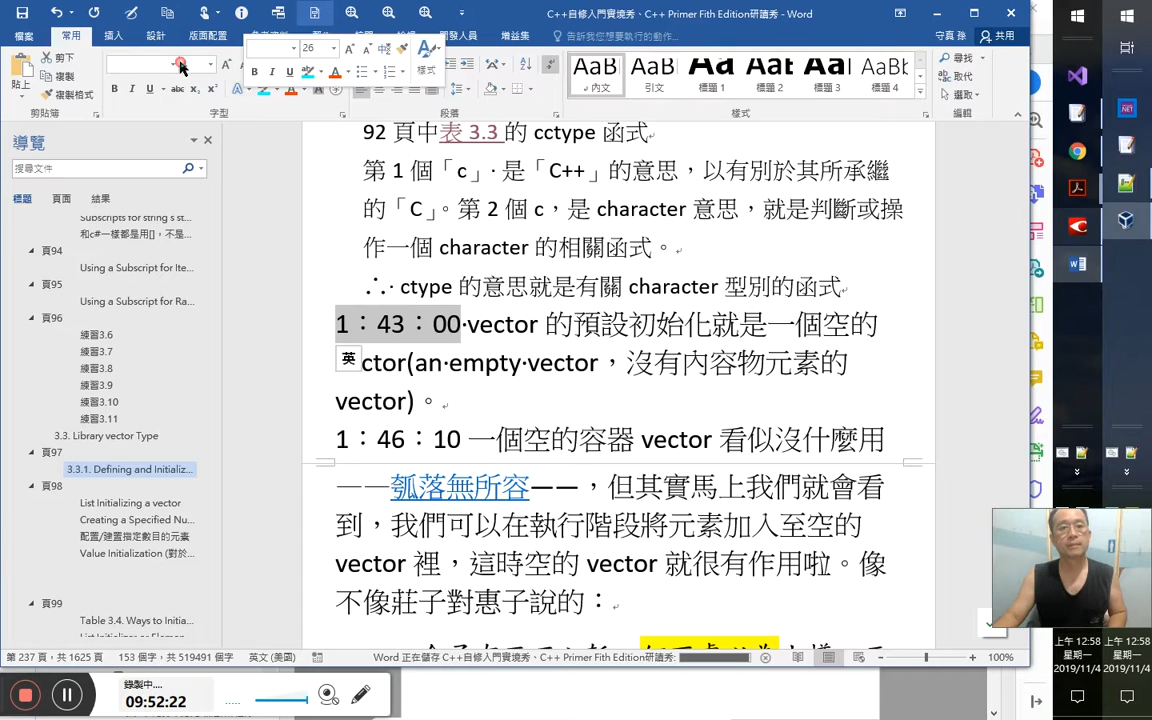 C++自修入門實境秀、C++ Primer Fith Edition研讀秀 - Word
檔案 常用 插入 設計 版面配置 增益集 告訴我您想要執行的動作... 守真 孫 共用
貼上 剪下 複製 複製格式 26 樣式
AaB AaBb AaB AaBb AaB AaBbC
內文 引文 標題 1 標題 2 標題 3 標題 4
尋找 取代 選取
剪貼簿 字型 段落 樣式 編輯
導覽
搜尋文件
標題 頁面 結果
Subscripts for string s st...
和c#一樣都是用[]，不是...
頁94
Using a Subscript for Ite...
頁95
Using a Subscript for Ra...
頁96
練習3.6
練習3.7
練習3.8
練習3.9
練習3.10
練習3.11
3.3. Library vector Type
頁97
3.3.1. Defining and Initializ...
頁98
List Initializing a vector
Creating a Specified Nu...
配置/建置指定數目的元素
Value Initialization (對於...
頁99
Table 3.4. Ways to Initia...
92 頁中表 3.3 的 cctype 函式
第 1 個「c」· 是「C++」的意思，以有別於其所承繼
的「C」。第 2 個 c，是 character 意思，就是判斷或操
作一個 character 的相關函式。
∴· ctype 的意思就是有關 character 型別的函式
1：43：00·vector 的預設初始化就是一個空的
英 ctor(an·empty·vector，沒有內容物元素的
vector)。
1：46：10 一個空的容器 vector 看似沒什麼用
——瓠落無所容——，但其實馬上我們就會看
到，我們可以在執行階段將元素加入至空的
vector 裡，這時空的 vector 就很有作用啦。像
不像莊子對惠子說的：
第 237 頁，共 1625 頁 153 個字，共 519491 個字 英文 (美國) Word 正在儲存 C++自修入門實境秀、C++ Primer Fith Edition研讀秀: 100%
錄製中...
09:52:22
上午 12:58 上午 12:58
星期一 星期一
2019/11/4 2019/11/4